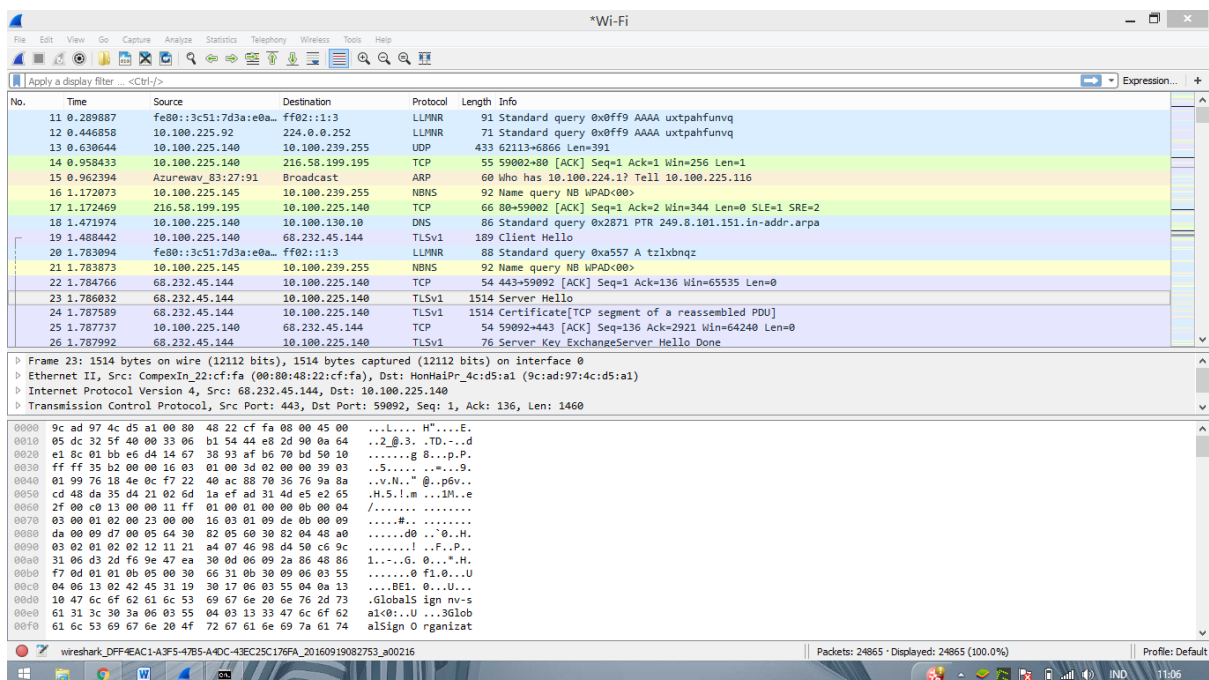 *Wi-Fi
File Edit View Go Capture Analyze Statistics Telephony Wireless Tools Help
Apply a display filter ... <Ctrl-/> Expression... +
No. Time Source Destination Protocol Length Info
11 0.289887 fe80::3c51:7d3a:e0a… ff02::1:3 LLMNR 91 Standard query 0x0ff9 AAAA uxtpahfunvq
12 0.446858 10.100.225.92 224.0.0.252 LLMNR 71 Standard query 0x0ff9 AAAA uxtpahfunvq
13 0.630644 10.100.225.140 10.100.239.255 UDP 433 62113→6866 Len=391
14 0.958433 10.100.225.140 216.58.199.195 TCP 55 59002→80 [ACK] Seq=1 Ack=1 Win=256 Len=1
15 0.962394 Azurewav_83:27:91 Broadcast ARP 60 Who has 10.100.224.1? Tell 10.100.225.116
16 1.172073 10.100.225.145 10.100.239.255 NBNS 92 Name query NB WPAD<00>
17 1.172469 216.58.199.195 10.100.225.140 TCP 66 80→59002 [ACK] Seq=1 Ack=2 Win=344 Len=0 SLE=1 SRE=2
18 1.471974 10.100.225.140 10.100.130.10 DNS 86 Standard query 0x2871 PTR 249.8.101.151.in-addr.arpa
19 1.488442 10.100.225.140 68.232.45.144 TLSv1 189 Client Hello
20 1.783094 fe80::3c51:7d3a:e0a… ff02::1:3 LLMNR 88 Standard query 0xa557 A tzlxbnqz
21 1.783873 10.100.225.145 10.100.239.255 NBNS 92 Name query NB WPAD<00>
22 1.784766 68.232.45.144 10.100.225.140 TCP 54 443→59092 [ACK] Seq=1 Ack=136 Win=65535 Len=0
23 1.786032 68.232.45.144 10.100.225.140 TLSv1 1514 Server Hello
24 1.787589 68.232.45.144 10.100.225.140 TLSv1 1514 Certificate[TCP segment of a reassembled PDU]
25 1.787737 10.100.225.140 68.232.45.144 TCP 54 59092→443 [ACK] Seq=136 Ack=2921 Win=64240 Len=0
26 1.787992 68.232.45.144 10.100.225.140 TLSv1 76 Server Key ExchangeServer Hello Done
Frame 23: 1514 bytes on wire (12112 bits), 1514 bytes captured (12112 bits) on interface 0
Ethernet II, Src: CompexIn_22:cf:fa (00:80:48:22:cf:fa), Dst: HonHaiPr_4c:d5:a1 (9c:ad:97:4c:d5:a1)
Internet Protocol Version 4, Src: 68.232.45.144, Dst: 10.100.225.140
Transmission Control Protocol, Src Port: 443, Dst Port: 59092, Seq: 1, Ack: 136, Len: 1460
0000 9c ad 97 4c d5 a1 00 80 48 22 cf fa 08 00 45 00 ...L.... H"....E.
0010 05 dc 32 5f 40 00 33 06 b1 54 44 e8 2d 90 0a 64 ..2_@.3. .TD.-..d
0020 e1 8c 01 bb e6 d4 14 67 38 93 af b6 70 bd 50 10 .......g 8...p.P.
0030 ff ff 35 b2 00 00 16 03 01 00 3d 02 00 00 39 03 ..5..... ..=...9.
0040 01 99 76 18 4e 0c f7 22 40 ac 88 70 36 76 9a 8a ..v.N.." @..p6v..
0050 cd 48 da 35 d4 21 02 6d 1a ef ad 31 4d e5 e2 65 .H.5.!.m ...1M..e
0060 2f 00 c0 13 00 00 11 ff 01 00 01 00 00 0b 00 04 /....... ........
0070 03 00 01 02 00 23 00 00 16 03 01 09 de 0b 00 09 .....#.. ........
0080 da 00 09 d7 00 05 64 30 82 05 60 30 82 04 48 a0 ......d0 ..`0..H.
0090 03 02 01 02 02 12 11 21 a4 07 46 98 d4 50 c6 9c .......! ..F..P..
00a0 31 06 d3 2d f6 9e 47 ea 30 0d 06 09 2a 86 48 86 1..-..G. 0...*.H.
00b0 f7 0d 01 01 0b 05 00 30 66 31 0b 30 09 06 03 55 .......0 f1.0...U
00c0 04 06 13 02 42 45 31 19 30 17 06 03 55 04 0a 13 ....BE1. 0...U...
00d0 10 47 6c 6f 62 61 6c 53 69 67 6e 20 6e 76 2d 73 .GlobalS ign nv-s
00e0 61 31 3c 30 3a 06 03 55 04 03 13 33 47 6c 6f 62 a1<0:..U ...3Glob
00f0 61 6c 53 69 67 6e 20 4f 72 67 61 6e 69 7a 61 74 alSign O rganizat
wireshark_DFF4EAC1-A3F5-47B5-A4DC-43EC25C176FA_20160919082753_a00216 Packets: 24865 · Displayed: 24865 (100.0%) Profile: Default
IND 11:06